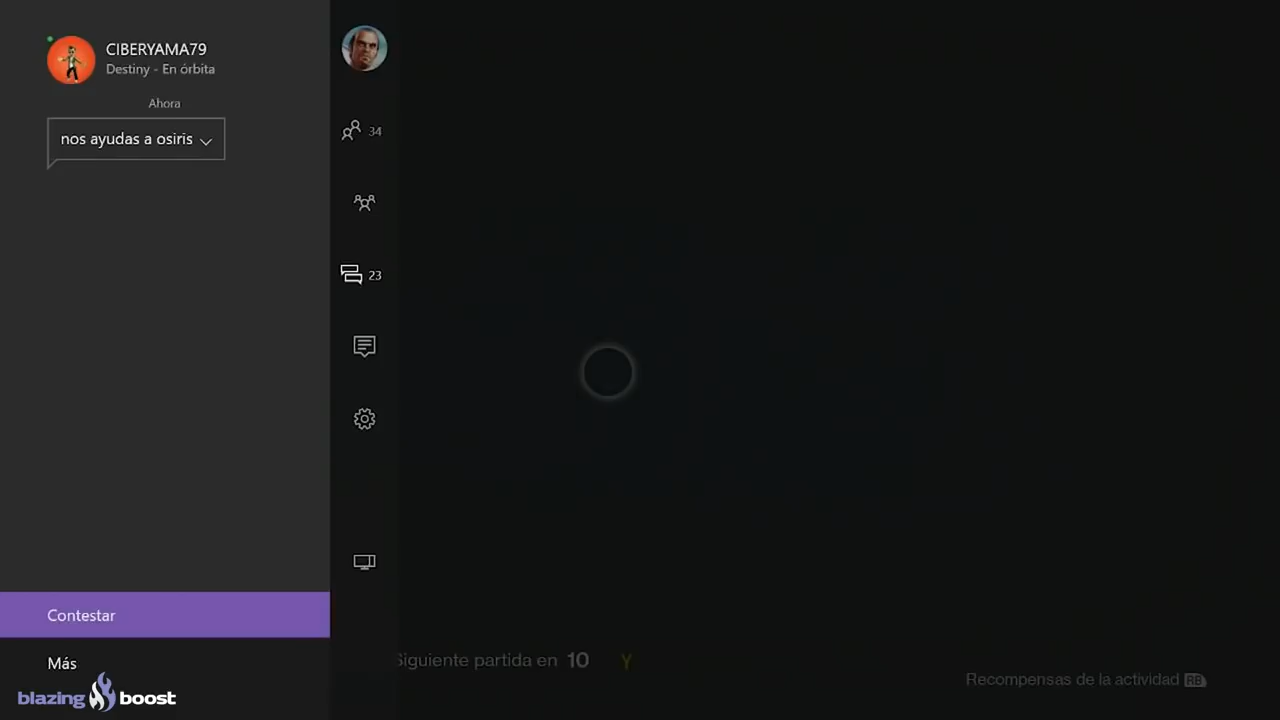 CIBERYAMA79
Destiny - En órbita
Ahora
nos ayudas a osiris
34
23
Contestar
Más
Siguiente partida en 10 Y
Recompensas de la actividad RB
blazing boost